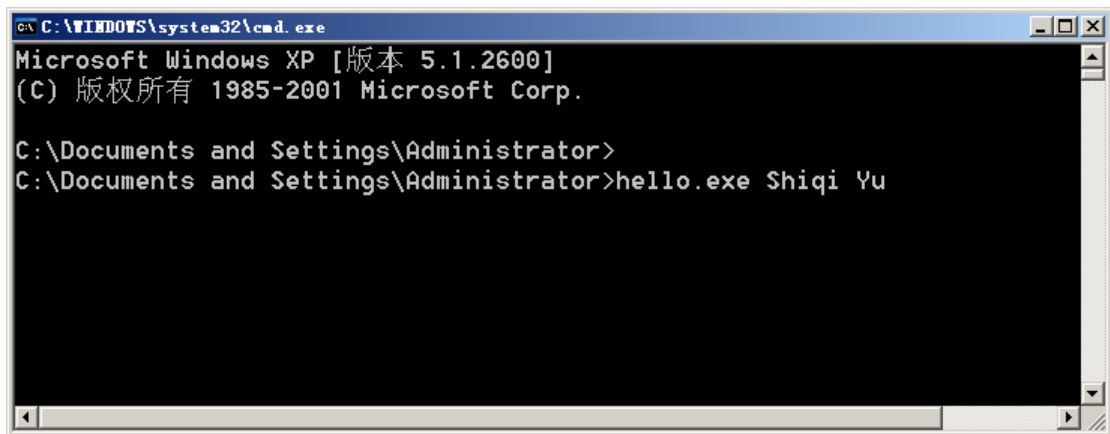 C:\WINDOWS\system32\cmd.exe
Microsoft Windows XP [版本 5.1.2600]
(C) 版权所有 1985-2001 Microsoft Corp.
C:\Documents and Settings\Administrator>
C:\Documents and Settings\Administrator>hello.exe Shiqi Yu